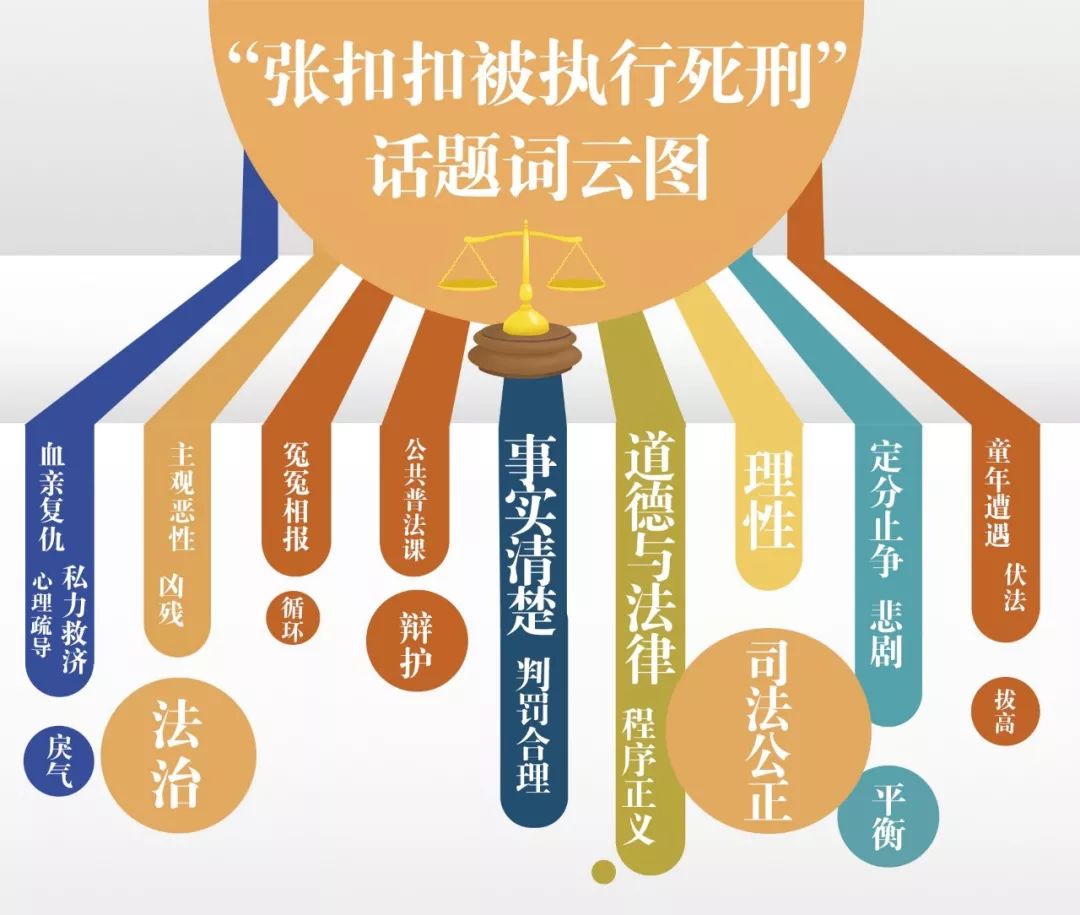 “张扣扣被执行死刑”
话题词云图
血亲复仇
私力救济
心理疏导
戾气
主观恶性
凶残
法治
冤冤相报
循环
公共普法课
辩护
事实清楚
判罚合理
道德与法律
程序正义
理性
司法公正
定分止争
悲剧
平衡
童年遭遇
伏法
拔高